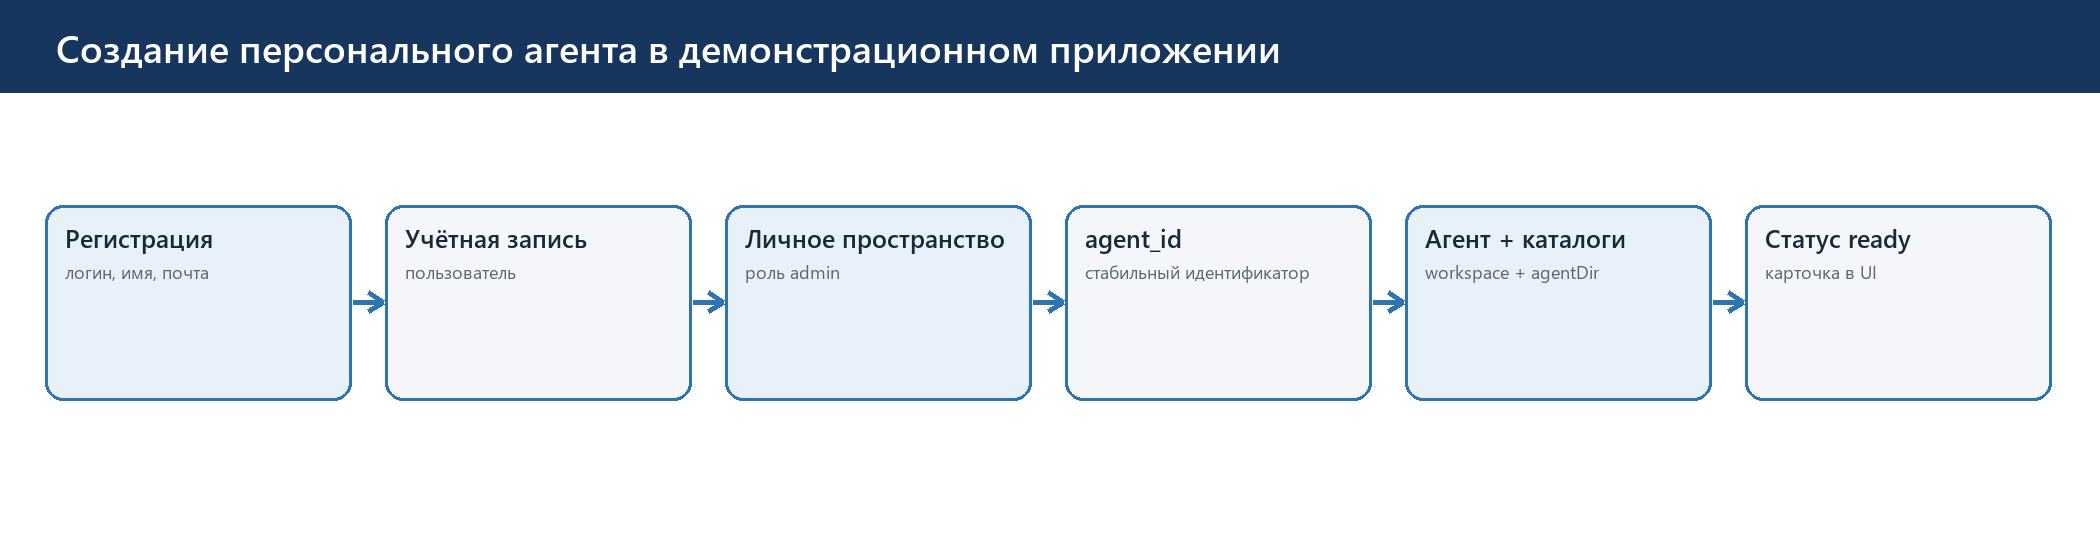 Создание персонального агента в демонстрационном приложении
Регистрация
логин, имя, почта
Учётная запись
пользователь
Личное пространство
роль admin
agent_id
стабильный идентификатор
Агент + каталоги
workspace + agentDir
Статус ready
карточка в UI